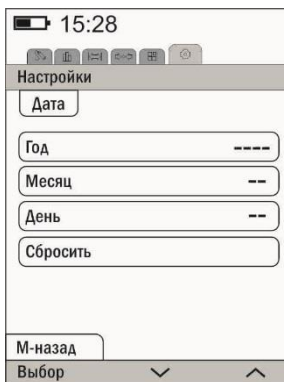 15:28
Настройки
Дата
Год ----
Месяц --
День --
Сбросить
М-назад
Выбор